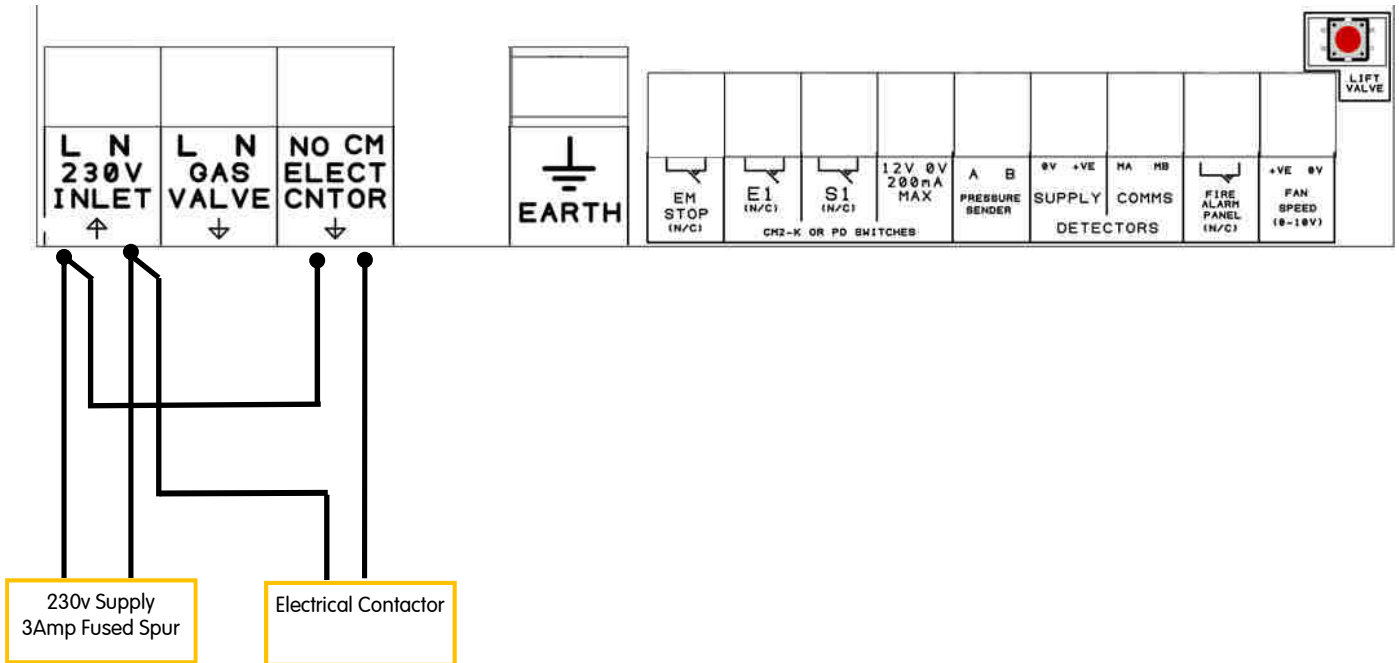 LIFT
VALVE
L N
230V
INLET
L N
GAS
VALVE
NO CM
ELECT
CNTOR
EARTH
EM
STOP
(N/C)
E1
(N/C)
S1
(N/C)
CM2-K OR PD SWITCHES
12V 0V
200mA
MAX
A B
PRESSURE
SENDER
0V +VE
SUPPLY
MA MB
COMMS
DETECTORS
FIRE
ALARM
PANEL
(N/C)
+VE 0V
FAN
SPEED
(0-10V)
230v Supply
3Amp Fused Spur
Electrical Contactor